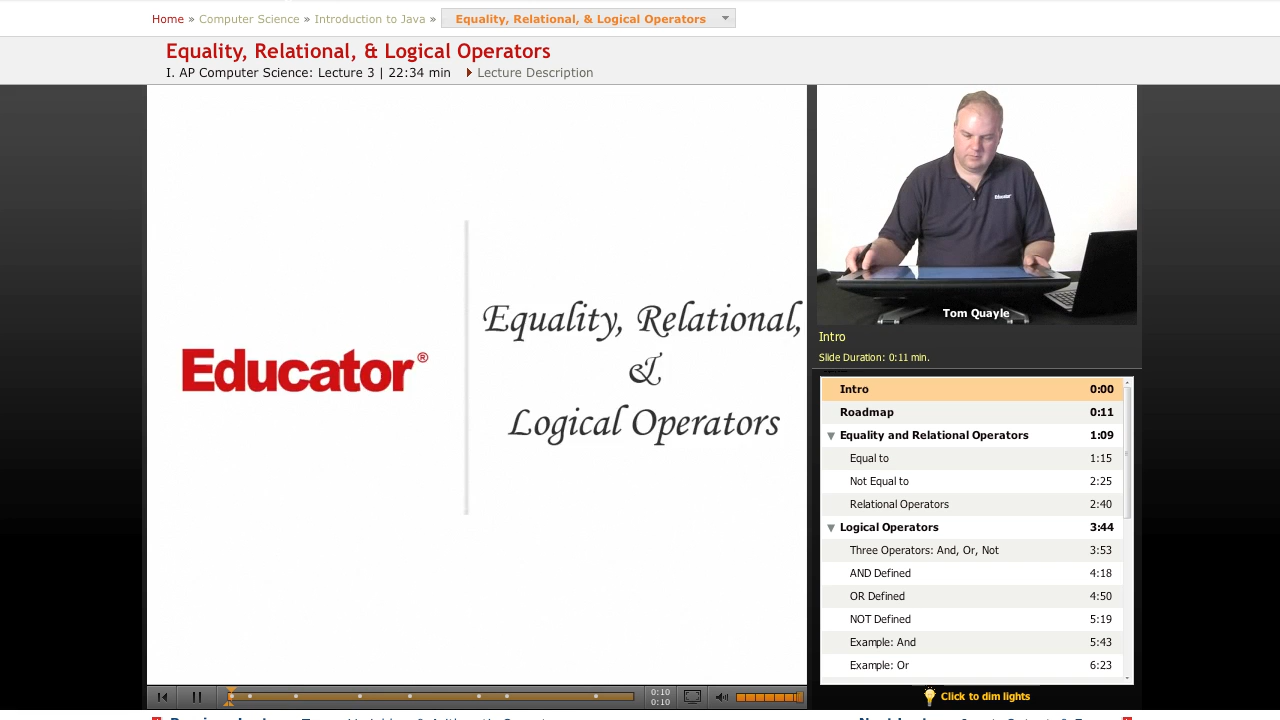 Home » Computer Science » Introduction to Java » Equality, Relational, & Logical Operators
Equality, Relational, & Logical Operators
I. AP Computer Science: Lecture 3 | 22:34 min Lecture Description
Educator®
Equality, Relational,
&
Logical Operators
Educator
Tom Quayle
Intro
Slide Duration: 0:11 min.
Intro 0:00
Roadmap 0:11
Equality and Relational Operators 1:09
Equal to 1:15
Not Equal to 2:25
Relational Operators 2:40
Logical Operators 3:44
Three Operators: And, Or, Not 3:53
AND Defined 4:18
OR Defined 4:50
NOT Defined 5:19
Example: And 5:43
Example: Or 6:23
0:10
0:10
Click to dim lights